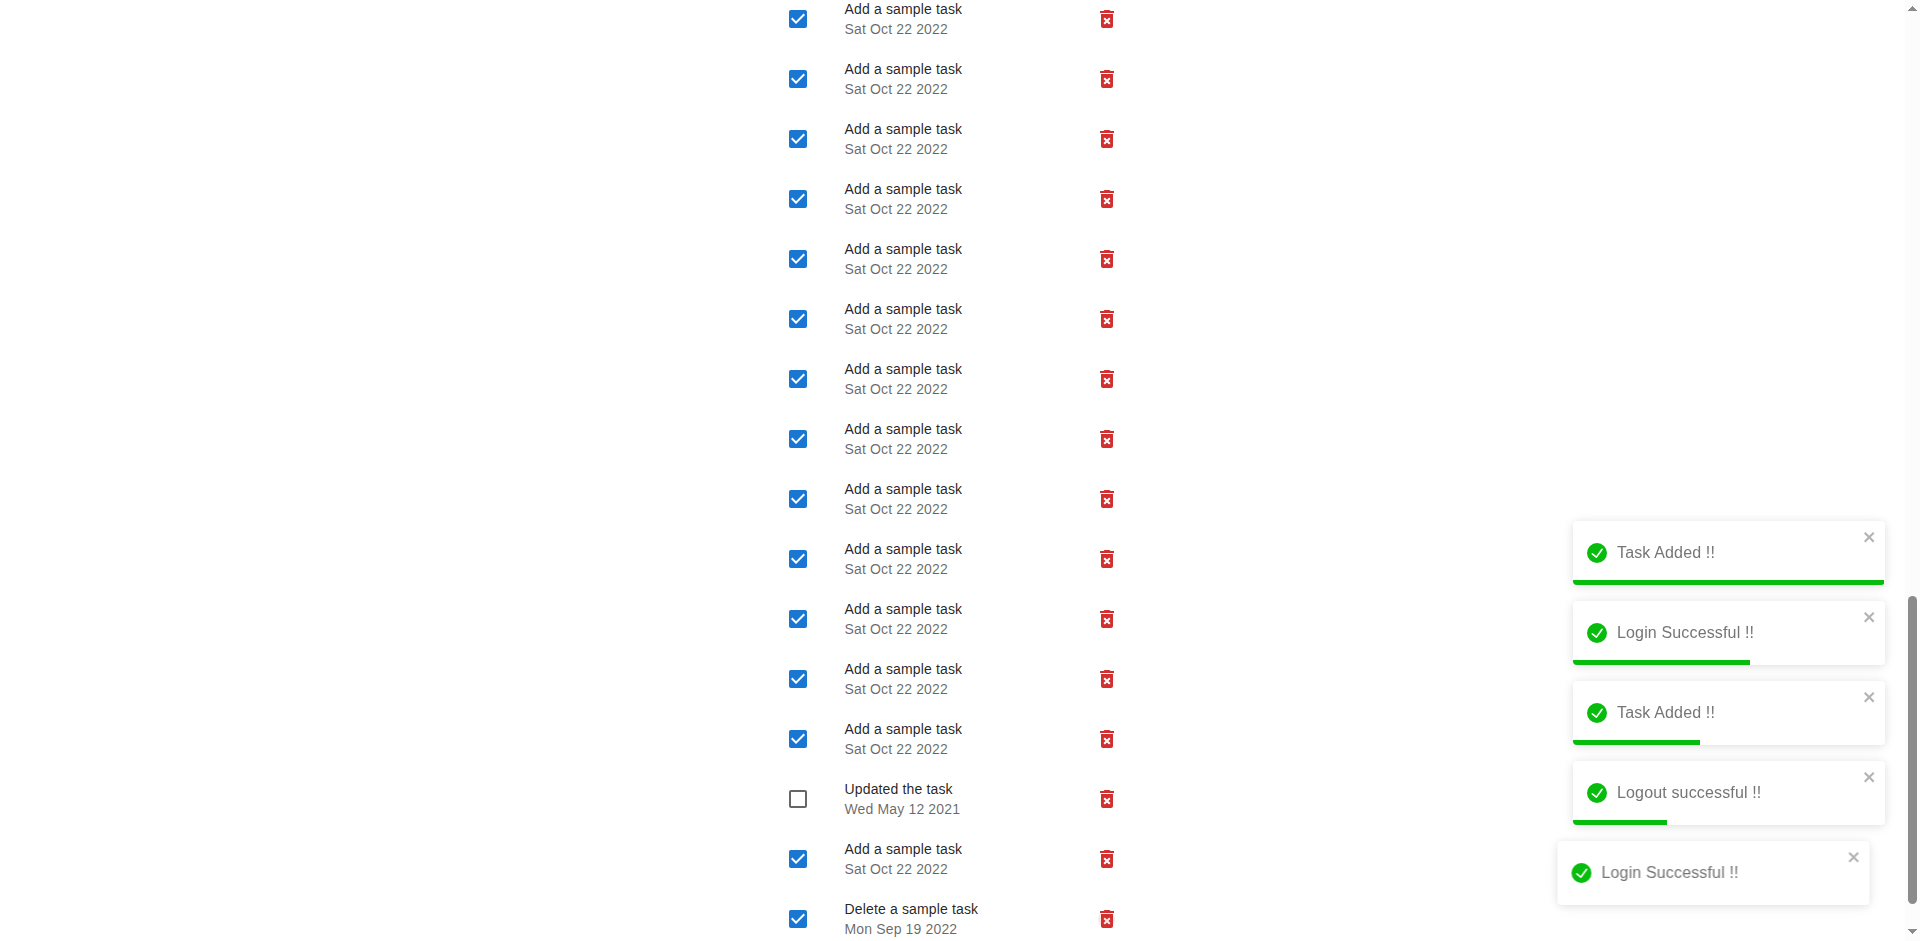 Add a sample task
Sat Oct 22 2022
Add a sample task
Sat Oct 22 2022
Add a sample task
Sat Oct 22 2022
Add a sample task
Sat Oct 22 2022
Add a sample task
Sat Oct 22 2022
Add a sample task
Sat Oct 22 2022
Add a sample task
Sat Oct 22 2022
Add a sample task
Sat Oct 22 2022
Add a sample task
Sat Oct 22 2022
Add a sample task
Sat Oct 22 2022
Add a sample task
Sat Oct 22 2022
Add a sample task
Sat Oct 22 2022
Add a sample task
Sat Oct 22 2022
Updated the task
Wed May 12 2021
Add a sample task
Sat Oct 22 2022
Delete a sample task
Mon Sep 19 2022
Task Added !!
Login Successful !!
Task Added !!
Logout successful !!
Login Successful !!